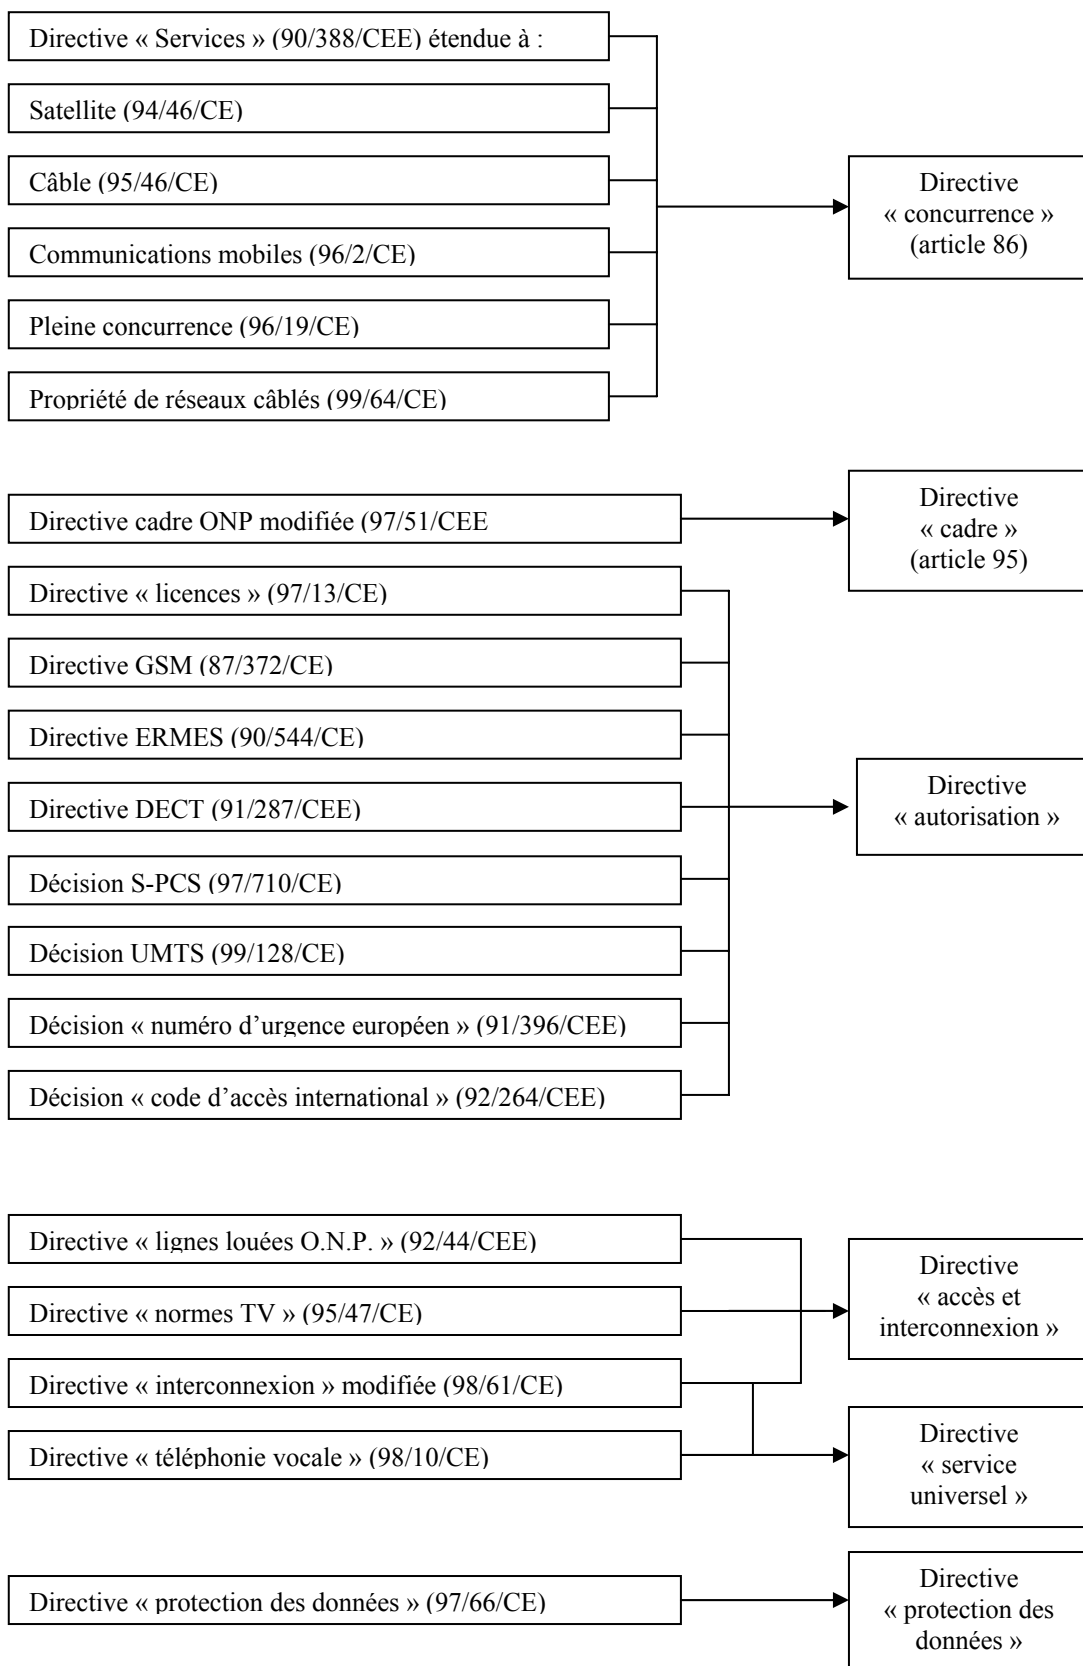 Directive « Services » (90/388/CEE) étendue à :
Satellite (94/46/CE)
Câble (95/46/CE)
Communications mobiles (96/2/CE)
Pleine concurrence (96/19/CE)
Propriété de réseaux câblés (99/64/CE)
Directive
« concurrence »
(article 86)
Directive cadre ONP modifiée (97/51/CEE
Directive
« cadre »
(article 95)
Directive « licences » (97/13/CE)
Directive GSM (87/372/CE)
Directive ERMES (90/544/CE)
Directive DECT (91/287/CEE)
Décision S-PCS (97/710/CE)
Décision UMTS (99/128/CE)
Décision « numéro d’urgence européen » (91/396/CEE)
Décision « code d’accès international » (92/264/CEE)
Directive
« autorisation »
Directive « lignes louées O.N.P. » (92/44/CEE)
Directive « normes TV » (95/47/CE)
Directive « interconnexion » modifiée (98/61/CE)
Directive « téléphonie vocale » (98/10/CE)
Directive
« accès et
interconnexion »
Directive
« service
universel »
Directive « protection des données » (97/66/CE)
Directive
« protection des
données »